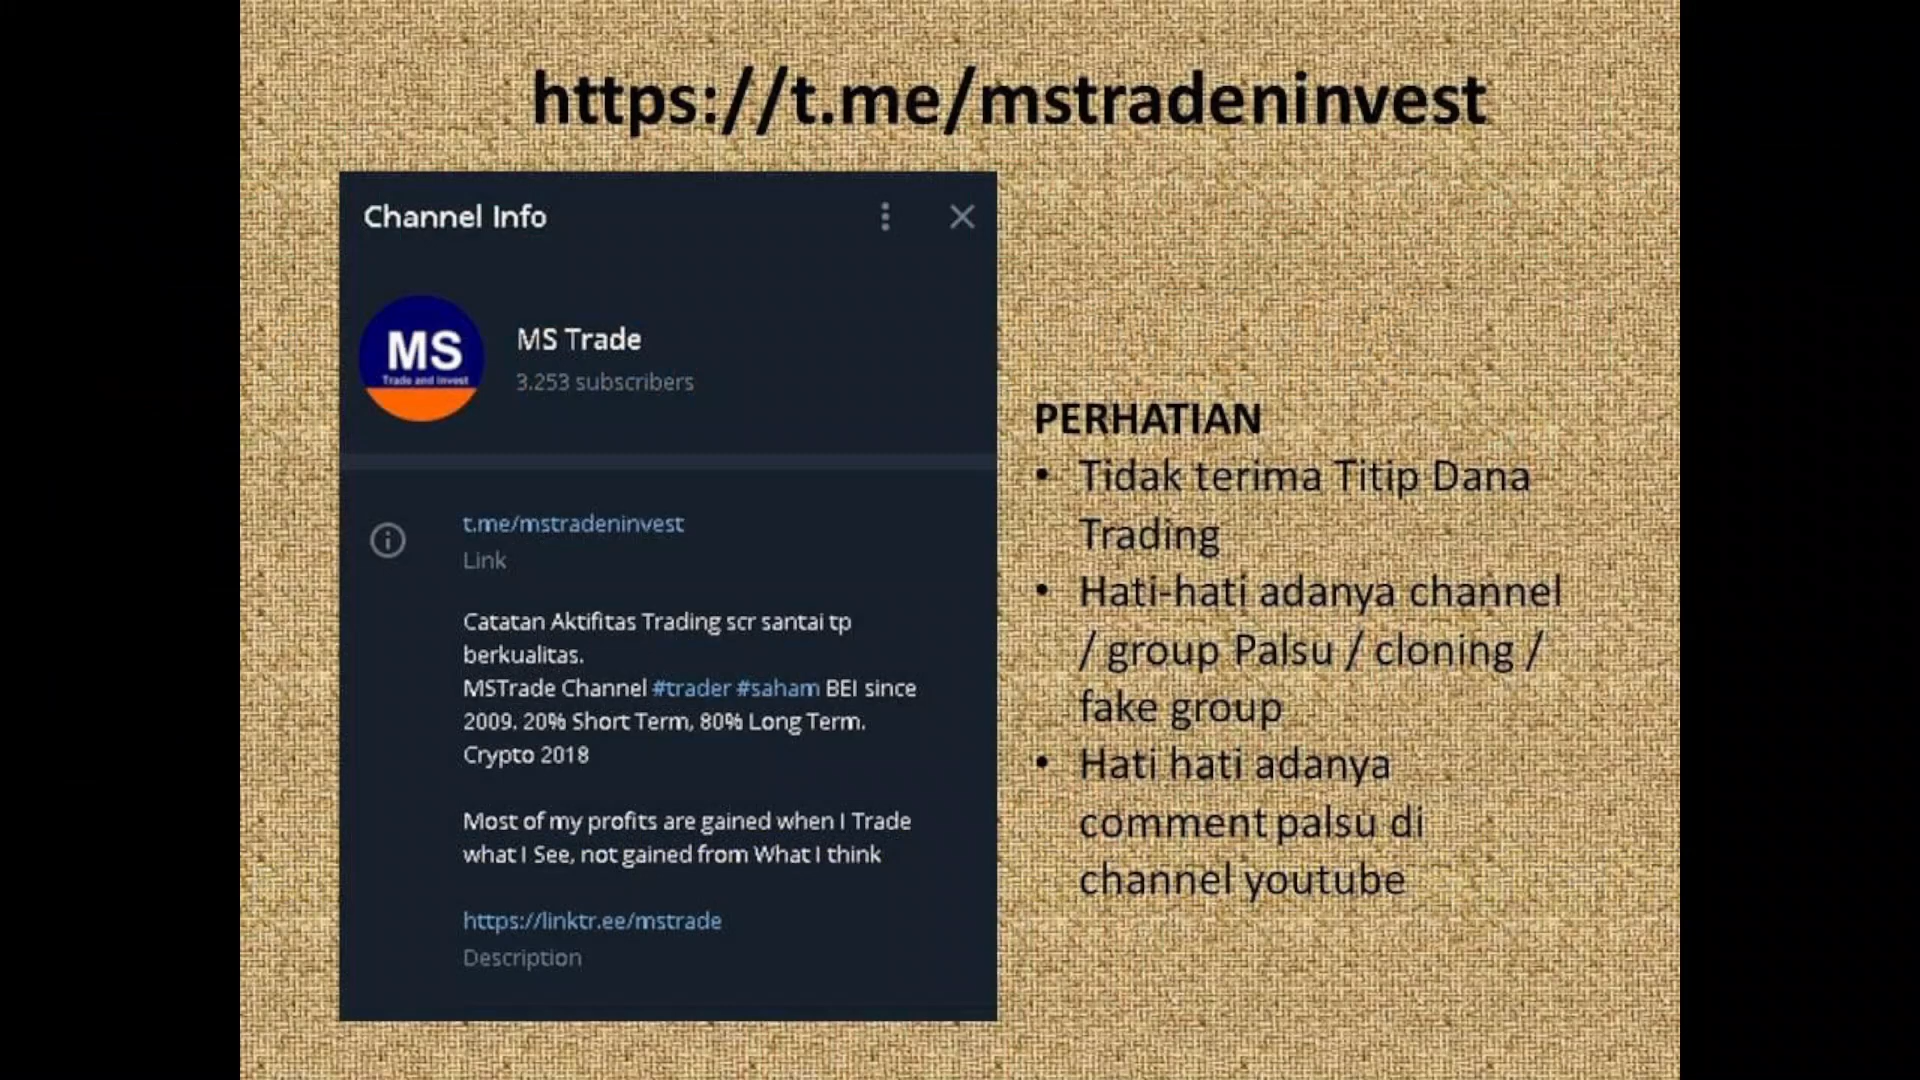 https://t.me/mstradeninvest
Channel Info
MS
Trade and Invest
MS Trade
3.253 subscribers
t.me/mstradeninvest
Link
Catatan Aktifitas Trading scr santai tp
berkualitas.
MSTrade Channel #trader #saham BEI since
2009. 20% Short Term, 80% Long Term.
Crypto 2018
Most of my profits are gained when I Trade
what I See, not gained from What I think
https://linktr.ee/mstrade
Description
PERHATIAN
• Tidak terima Titip Dana
Trading
• Hati-hati adanya channel
/ group Palsu / cloning /
fake group
• Hati hati adanya
comment palsu di
channel youtube